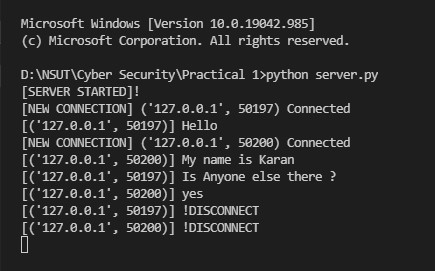 Microsoft Windows [Version 10.0.19042.985]
(c) Microsoft Corporation. All rights reserved.
D:\NSUT\Cyber Security\Practical 1>python server.py
[SERVER STARTED]!
[NEW CONNECTION] ('127.0.0.1', 50197) Connected
[('127.0.0.1', 50197)] Hello
[NEW CONNECTION] ('127.0.0.1', 50200) Connected
[('127.0.0.1', 50200)] My name is Karan
[('127.0.0.1', 50197)] Is Anyone else there ?
[('127.0.0.1', 50200)] yes
[('127.0.0.1', 50197)] !DISCONNECT
[('127.0.0.1', 50200)] !DISCONNECT